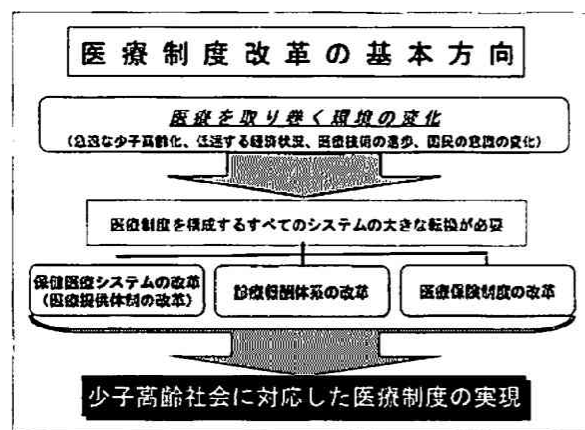 医療制度改革の基本方向
医療を取り巻く環境の変化
(急速な少子高齢化、低迷する経済状況、医療技術の進歩、国民の意識の変化)
医療制度を構成するすべてのシステムの大きな転換が必要
保健医療システムの改革
(医療提供体制の改革)
診療報酬体系の改革
医療保険制度の改革
少子高齢社会に対応した医療制度の実現